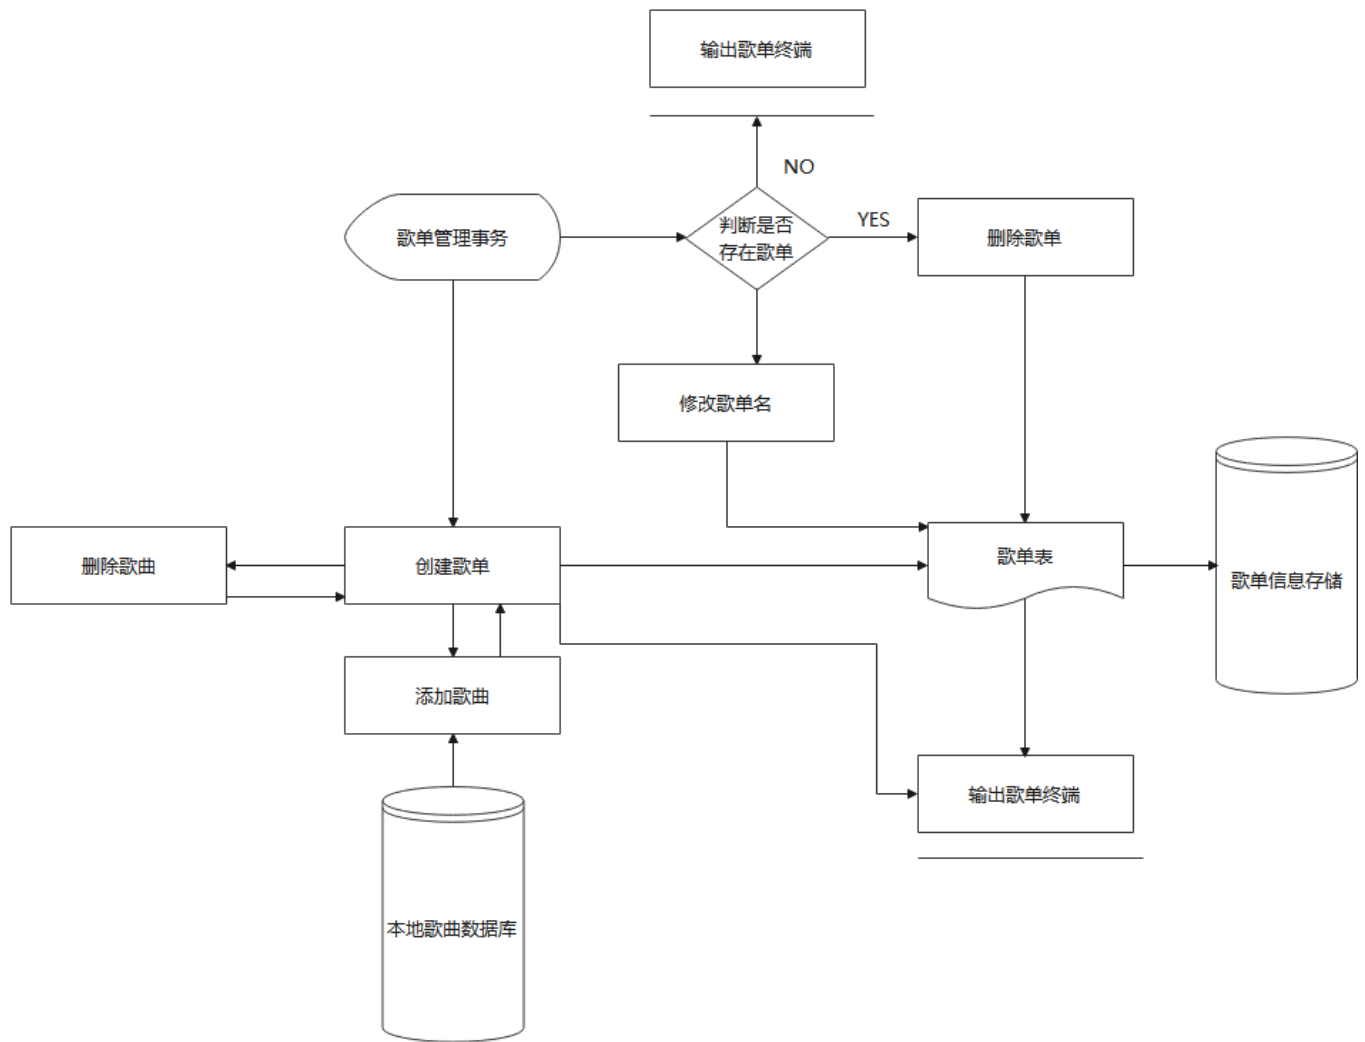 输出歌单终端
NO
歌单管理事务
判断是否
存在歌单
YES
删除歌单
修改歌单名
删除歌曲
创建歌单
歌单表
歌单信息存储
添加歌曲
输出歌单终端
本地歌曲数据库